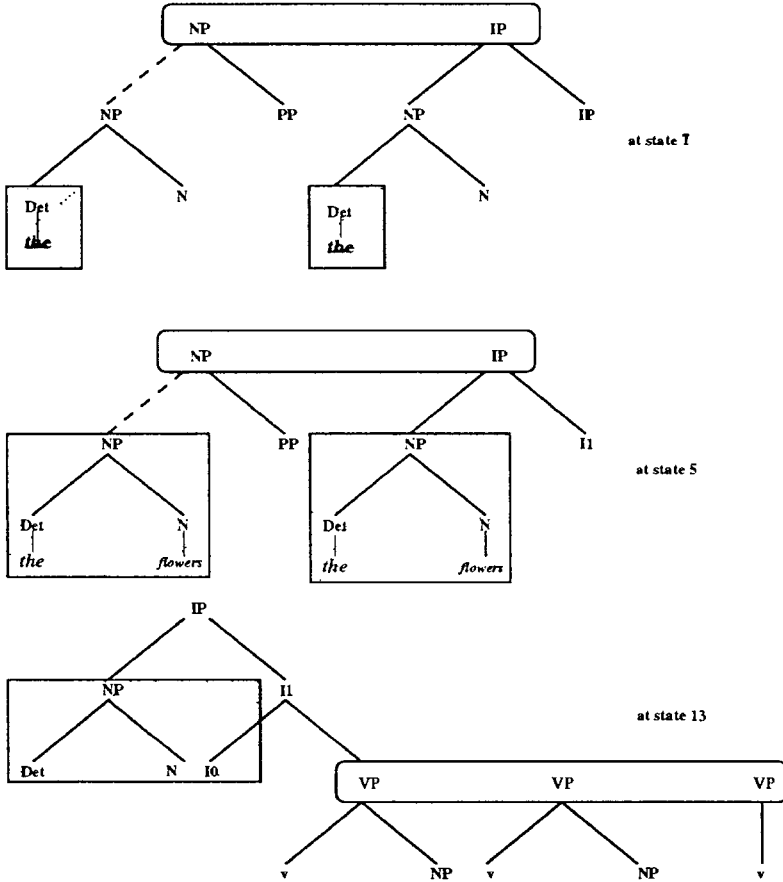 NP IP
NP PP NP IP
at state 7
N N
Det Det
the the
NP IP
NP PP NP I1
at state 5
Det N Det N
the flowers the flowers
IP
NP I1
at state 13
Det N I0
VP VP VP
v NP v NP v